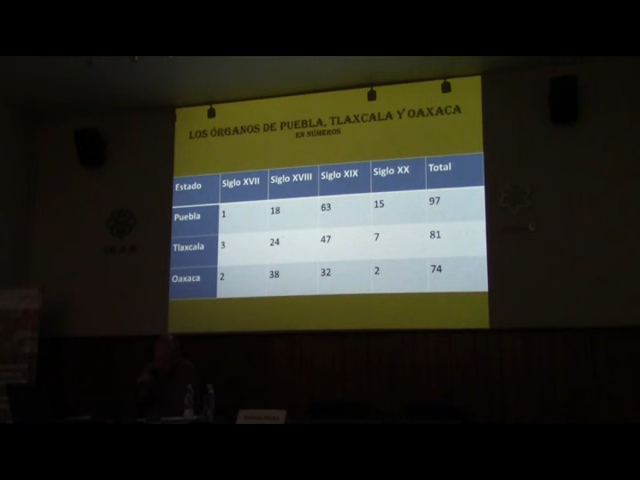 LOS ÓRGANOS DE PUEBLA, TLAXCALA Y OAXACA
EN NÚMEROS
Estado Siglo XVII Siglo XVIII Siglo XIX Siglo XX Total
Puebla 1 18 63 15 97
Tlaxcala 3 24 47 7 81
Oaxaca 2 38 32 2 74